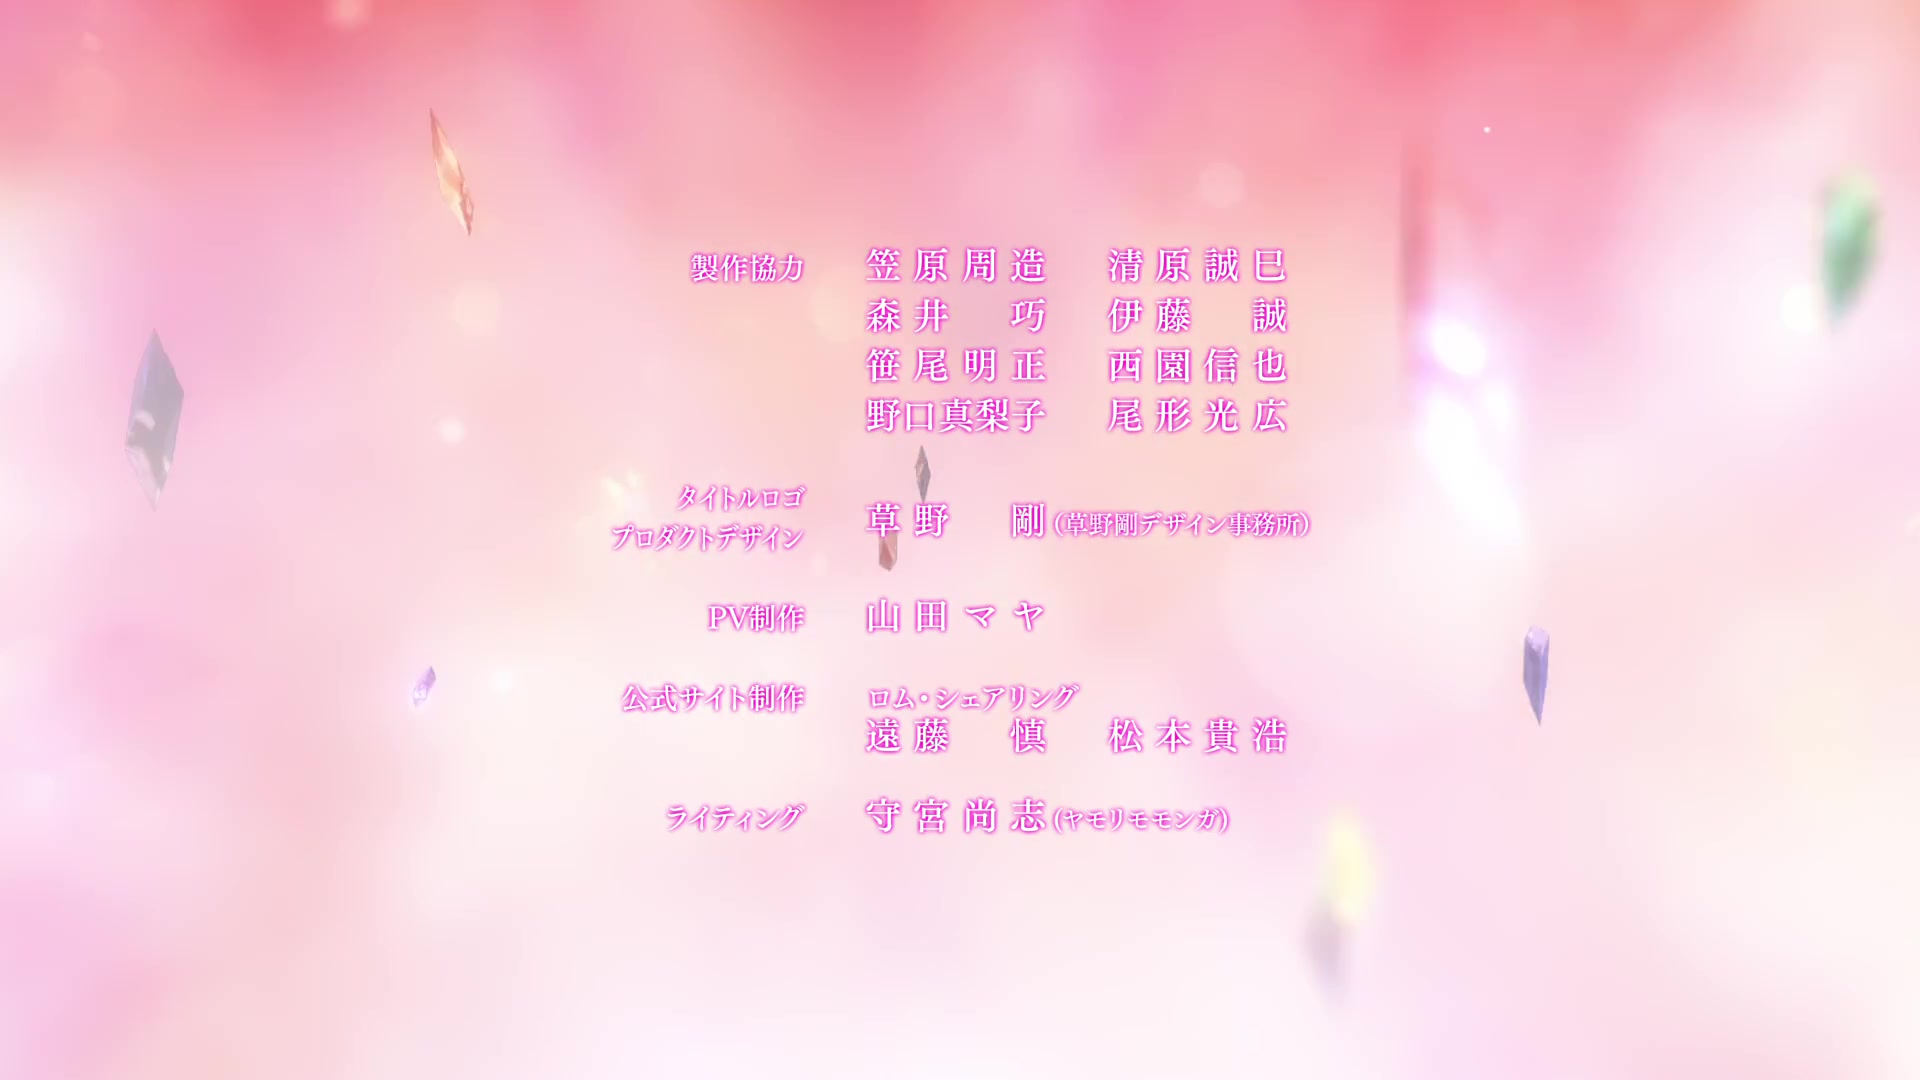 製作協力 笠原周造 清原誠巳
森井 巧 伊藤 誠
笹尾明正 西園信也
野口真梨子 尾形光広
タイトルロゴ
プロダクトデザイン 草野 剛(草野剛デザイン事務所)
PV制作 山田マヤ
公式サイト制作 ロム・シェアリング
遠藤 慎 松本貴浩
ライティング 守宮尚志(ヤモリモモンガ)